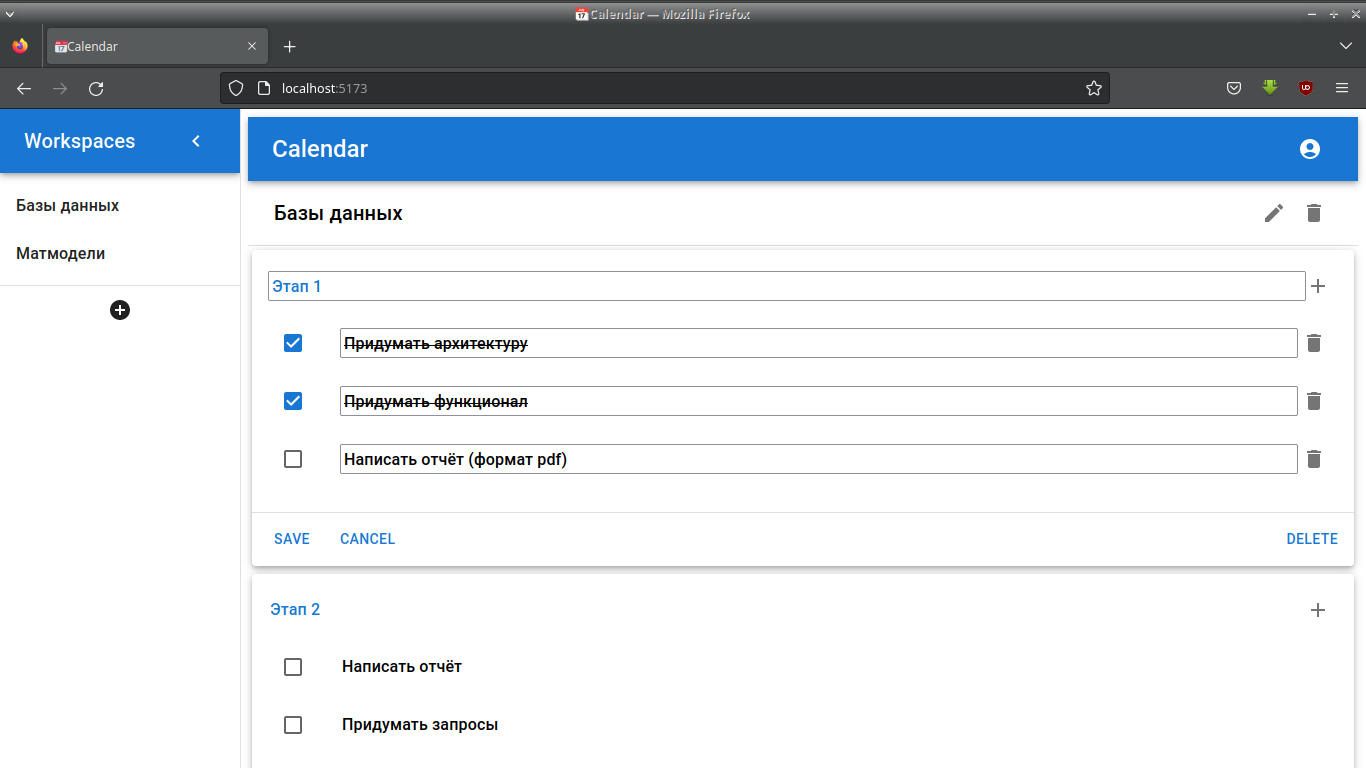 Calendar — Mozilla Firefox
Calendar
localhost:5173
Workspaces
Базы данных
Матмодели
Calendar
Базы данных
Этап 1
Придумать архитектуру
Придумать функционал
Написать отчёт (формат pdf)
SAVE CANCEL DELETE
Этап 2
Написать отчёт
Придумать запросы